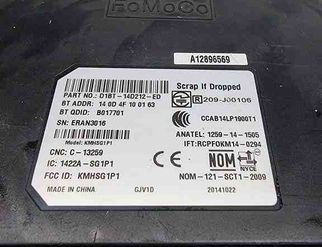 FoMoCo
A12896569
Scrap If Dropped
PART NO.: D1BT-14D212-ED
BT ADDR: 14 0D 4F 10 01 63
BT QDID: B017701
SN: ERAN3016
Model: KMHSG1P1
R 209-J00106
CCAB14LP1900T1
ANATEL: 1259-14-1505
IFT:RCPFOKM14-0294
CNC: C-13259
IC: 1422A-SG1P1
FCC ID: KMHSG1P1
NOM
NYCE
NOM-121-SCT1-2009
MADE IN JAPAN
GJV1D
20141022